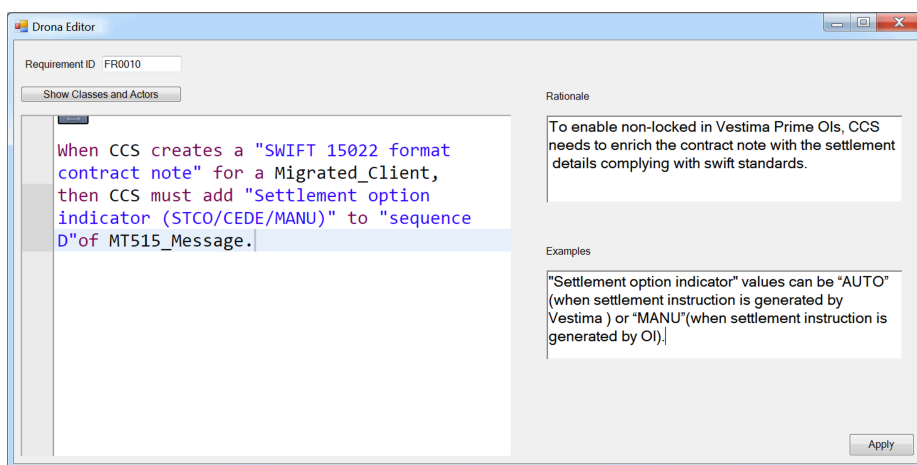 Drona Editor
Requirement ID FR0010
Show Classes and Actors
When CCS creates a "SWIFT 15022 format
contract note" for a Migrated_Client,
then CCS must add "Settlement option
indicator (STCO/CEDE/MANU)" to "sequence
D"of MT515_Message.
Rationale
To enable non-locked in Vestima Prime OIs, CCS
needs to enrich the contract note with the settlement
details complying with swift standards.
Examples
"Settlement option indicator" values can be “AUTO”
(when settlement instruction is generated by
Vestima ) or “MANU”(when settlement instruction is
generated by OI).
Apply